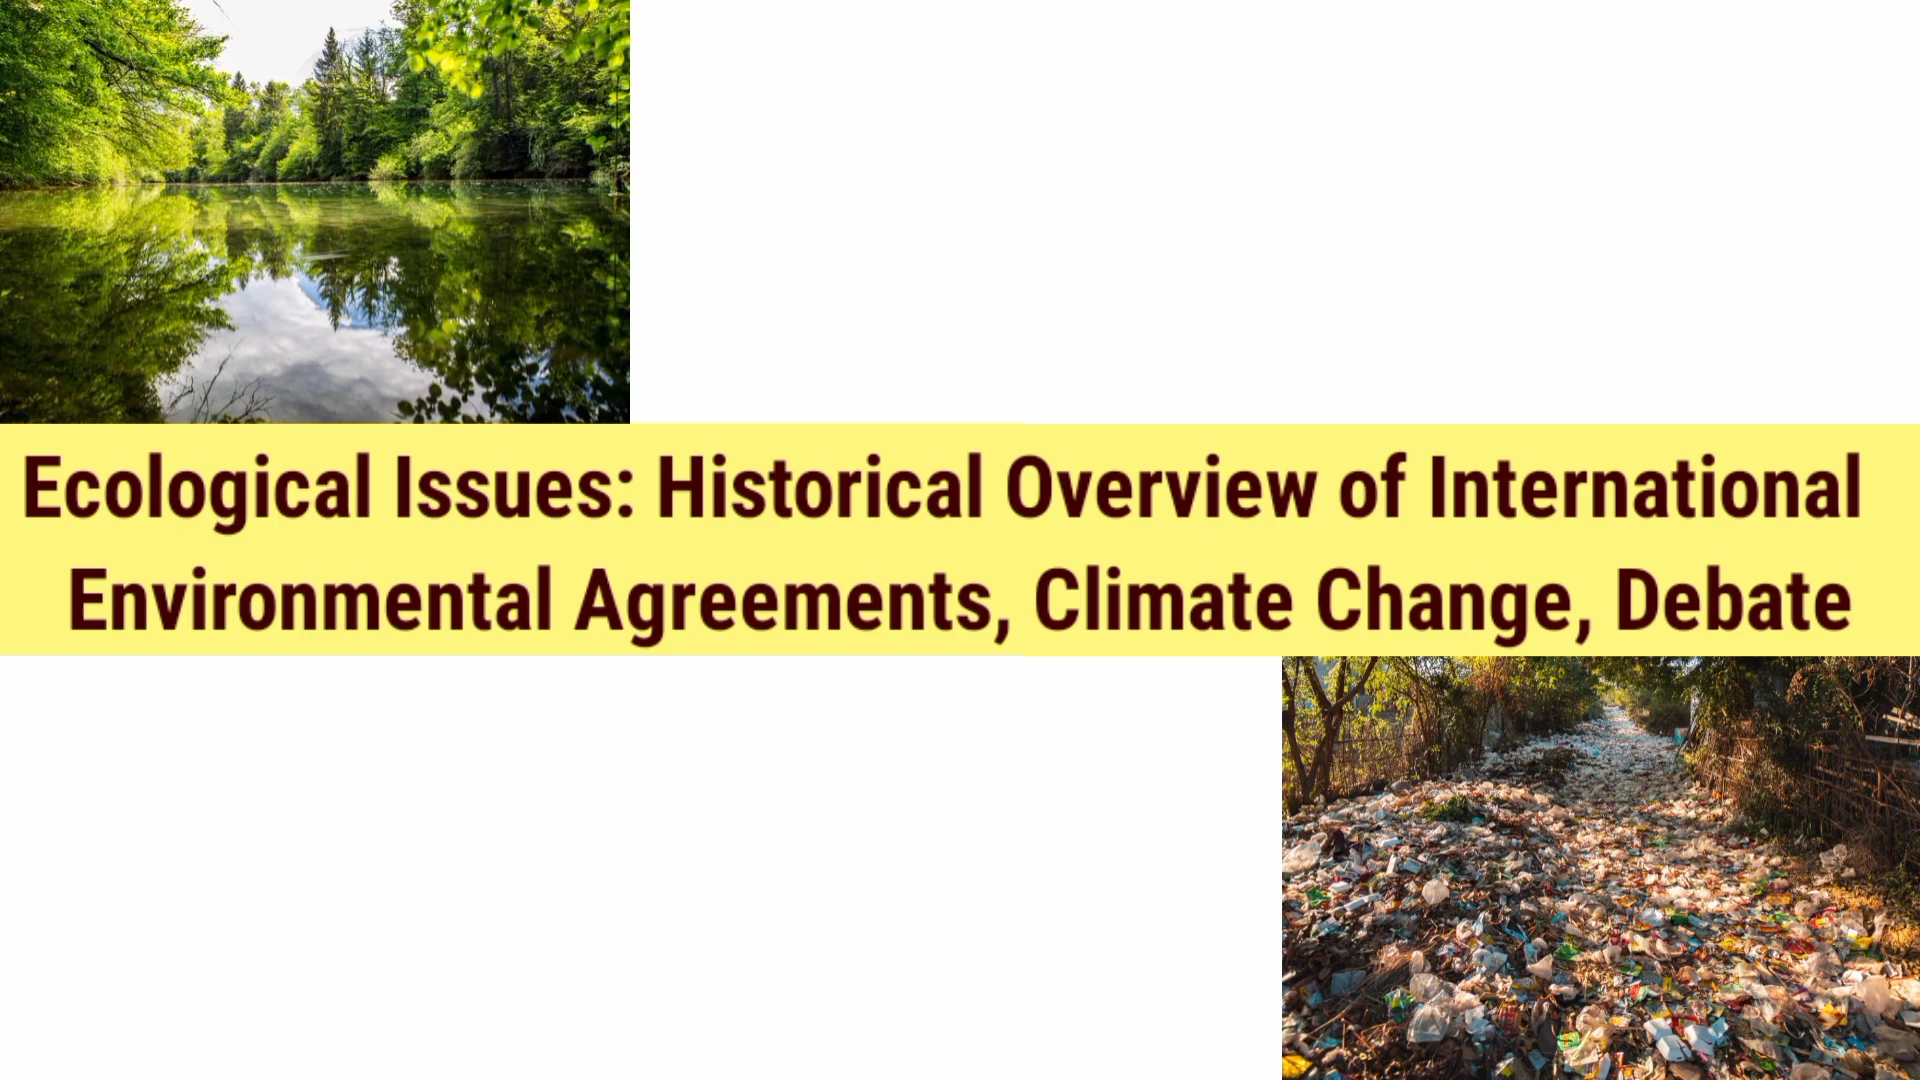 Ecological Issues: Historical Overview of International
Environmental Agreements, Climate Change, Debate